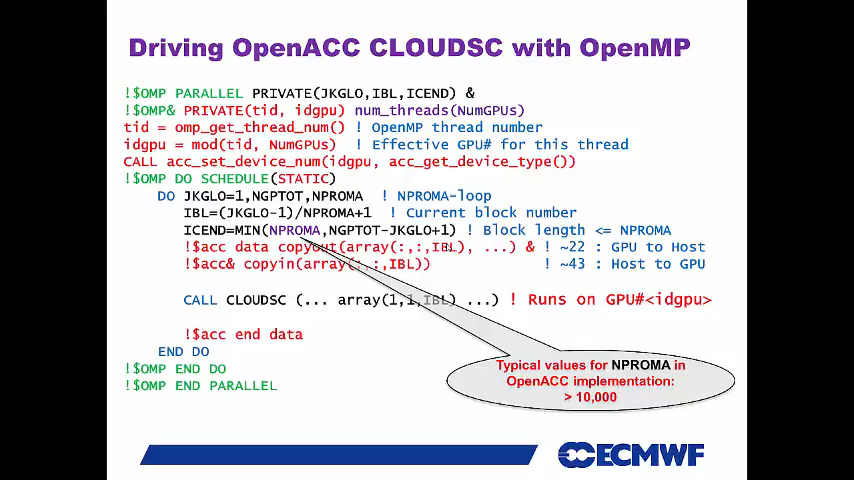 Driving OpenACC CLOUDSC with OpenMP
!$OMP PARALLEL PRIVATE(JKGLO,IBL,ICEND) &
!$OMP& PRIVATE(tid, idgpu) num_threads(NumGPUs)
tid = omp_get_thread_num() ! OpenMP thread number
idgpu = mod(tid, NumGPUs) ! Effective GPU# for this thread
CALL acc_set_device_num(idgpu, acc_get_device_type())
!$OMP DO SCHEDULE(STATIC)
DO JKGLO=1,NGPTOT,NPROMA ! NPROMA-loop
IBL=(JKGLO-1)/NPROMA+1 ! Current block number
ICEND=MIN(NPROMA,NGPTOT-JKGLO+1) ! Block length <= NPROMA
!$acc data copyout(array(:,:,IBL), ...) & ! ~22 : GPU to Host
!$acc& copyin(array(:,:,IBL)) ! ~43 : Host to GPU
CALL CLOUDSC (... array(1,1,IBL) ...) ! Runs on GPU#<idgpu>
!$acc end data
END DO
!$OMP END DO
!$OMP END PARALLEL
Typical values for NPROMA in
OpenACC implementation:
> 10,000
ECMWF